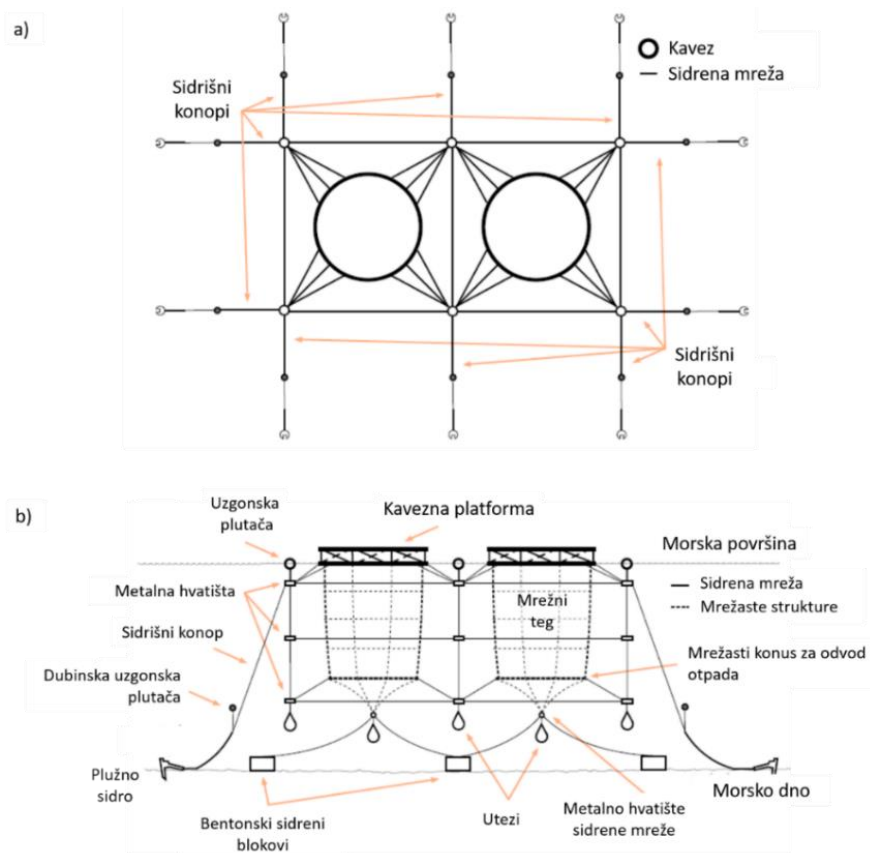 a)
Kavez
Sidrena mreža
Sidrišni
konopi
Sidrišni
konopi
b)
Uzgonska
plutača
Kavezna platforma
Morska površina
Metalna hvatišta
Sidrena mreža
Mrežaste strukture
Mrežni
teg
Sidrišni konop
Mrežasti konus za odvod
otpada
Dubinska uzgonska
plutača
Plužno
sidro
Bentonski sidreni
blokovi
Utezi
Metalno hvatište
sidrene mreže
Morsko dno